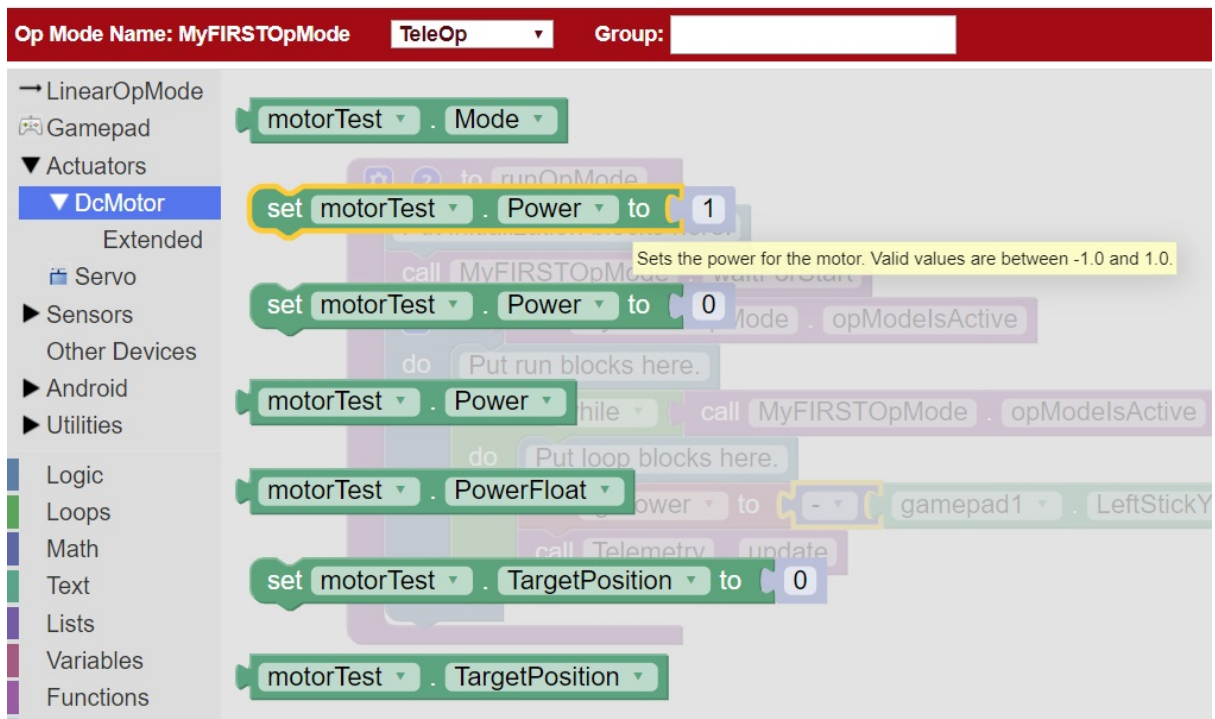 Op Mode Name: MyFIRSTOpMode TeleOp Group:
LinearOpMode
Gamepad
Actuators
DcMotor
Extended
Servo
Sensors
Other Devices
Android
Utilities
Logic
Loops
Math
Text
Lists
Variables
Functions
motorTest . Mode
to runOpMode
set motorTest . Power to 1
Sets the power for the motor. Valid values are between -1.0 and 1.0.
call MyFIRSTOpMode . waitForStart
set motorTest . Power to 0
Mode . opModeIsActive
do Put run blocks here.
motorTest . Power
while call MyFIRSTOpMode . opModeIsActive
do Put loop blocks here.
motorTest . PowerFloat
ower to - gamepad1 . LeftStickY
call Telemetry . update
set motorTest . TargetPosition to 0
motorTest . TargetPosition